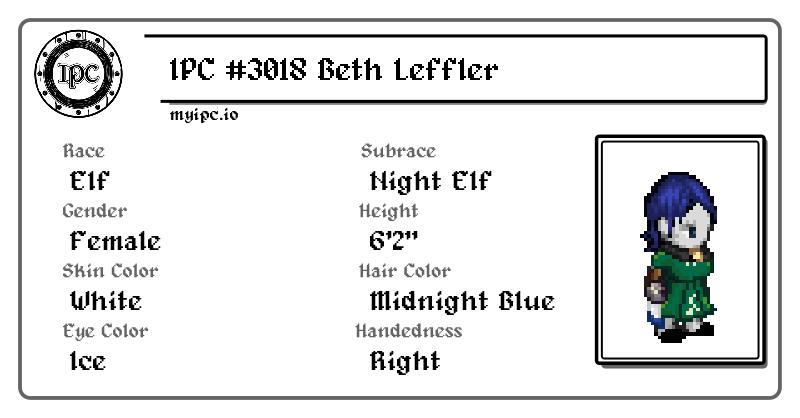 IPC
IPC #3018 Beth Leffler
myipc.io
Race Subrace
Elf Night Elf
Gender Height
Female 6'2"
Skin Color Hair Color
White Midnight Blue
Eye Color Handedness
Ice Right